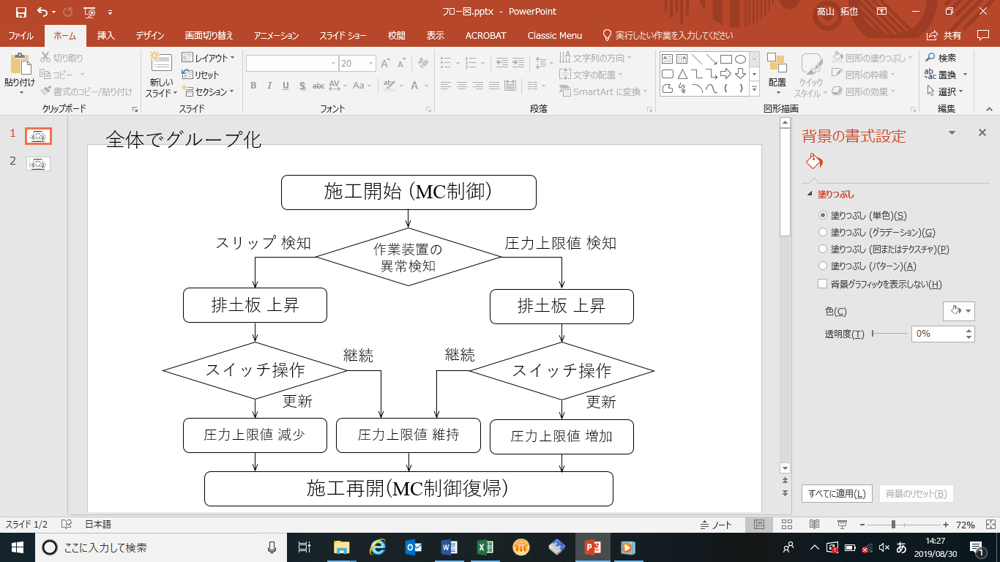 フロー図.pptx - PowerPoint
高山 拓也
ファイル ホーム 挿入 デザイン 画面切り替え アニメーション スライド ショー 校閲 表示 ACROBAT Classic Menu 実行したい作業を入力してください 共有
貼り付け
切り取り
コピー
書式のコピー/貼り付け
クリップボード
新しい
スライド
レイアウト
リセット
セクション
スライド
20
B I U S abc AV Aa A
フォント
文字列の方向
文字の配置
SmartArt に変換
段落
配置
クイック
スタイル
図形の塗りつぶし
図形の枠線
図形の効果
図形描画
検索
置換
選択
編集
1
2
全体でグループ化
施工開始 (MC制御)
スリップ 検知
作業装置の
異常検知
圧力上限値 検知
排土板 上昇
排土板 上昇
スイッチ操作
継続
継続
スイッチ操作
更新
更新
圧力上限値 減少
圧力上限値 維持
圧力上限値 増加
施工再開(MC制御復帰)
背景の書式設定
塗りつぶし
塗りつぶし (単色)(S)
塗りつぶし (グラデーション)(G)
塗りつぶし (図またはテクスチャ)(P)
塗りつぶし (パターン)(A)
背景グラフィックを表示しない(H)
色(C)
透明度(T) 0%
すべてに適用(L)
背景のリセット(B)
スライド 1/2 日本語
ノート
72%
ここに入力して検索
あ
14:27
2019/08/30
1